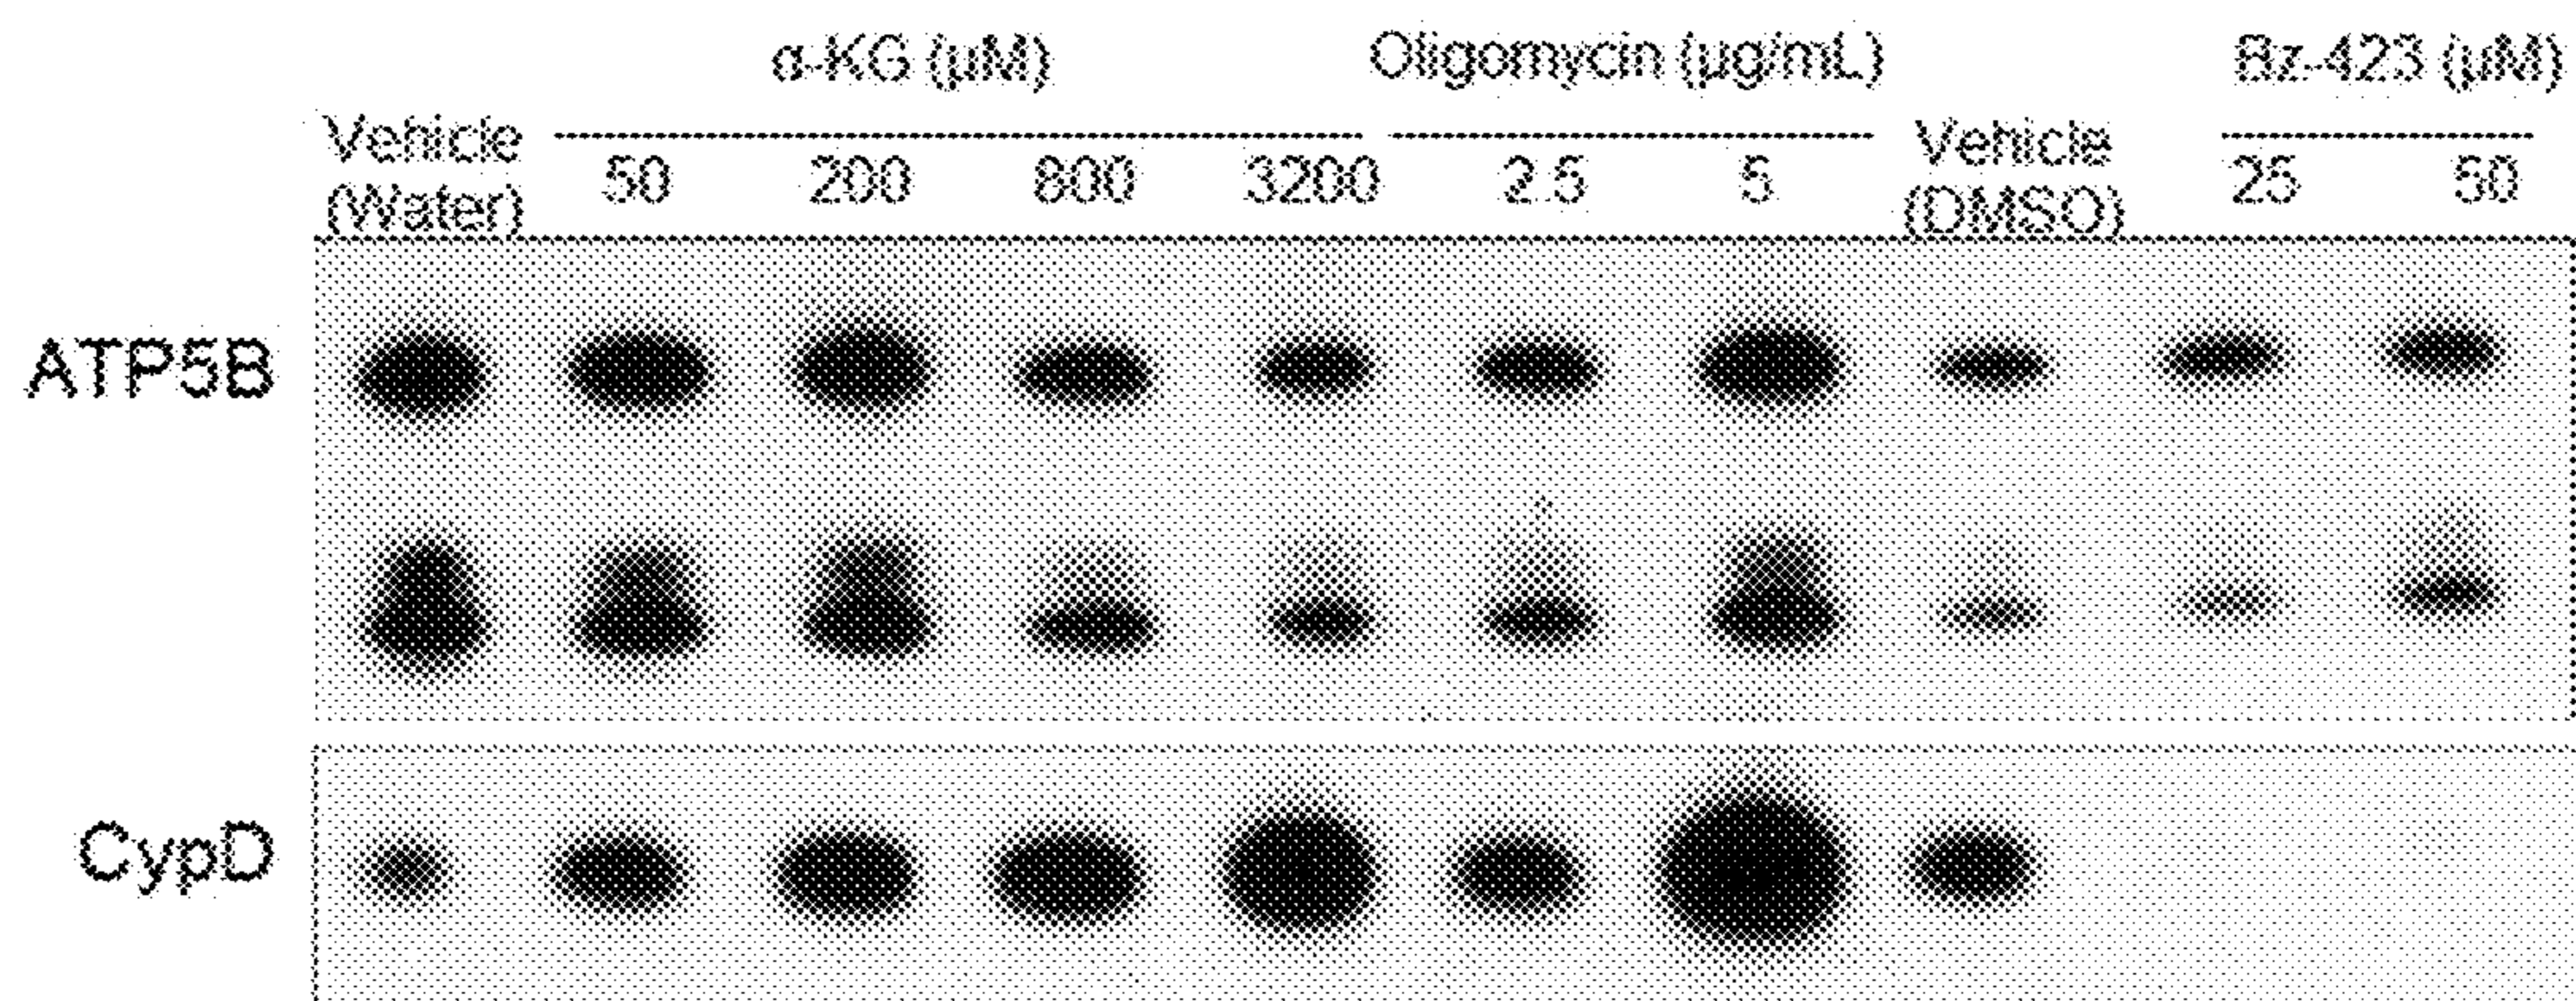 α-KG (µM) Oligomycin (µg/mL) Bz-423 (µM)
Vehicle (Water) 50 200 800 3200 2.5 5 Vehicle (DMSO) 25 50
ATP5B
CypD